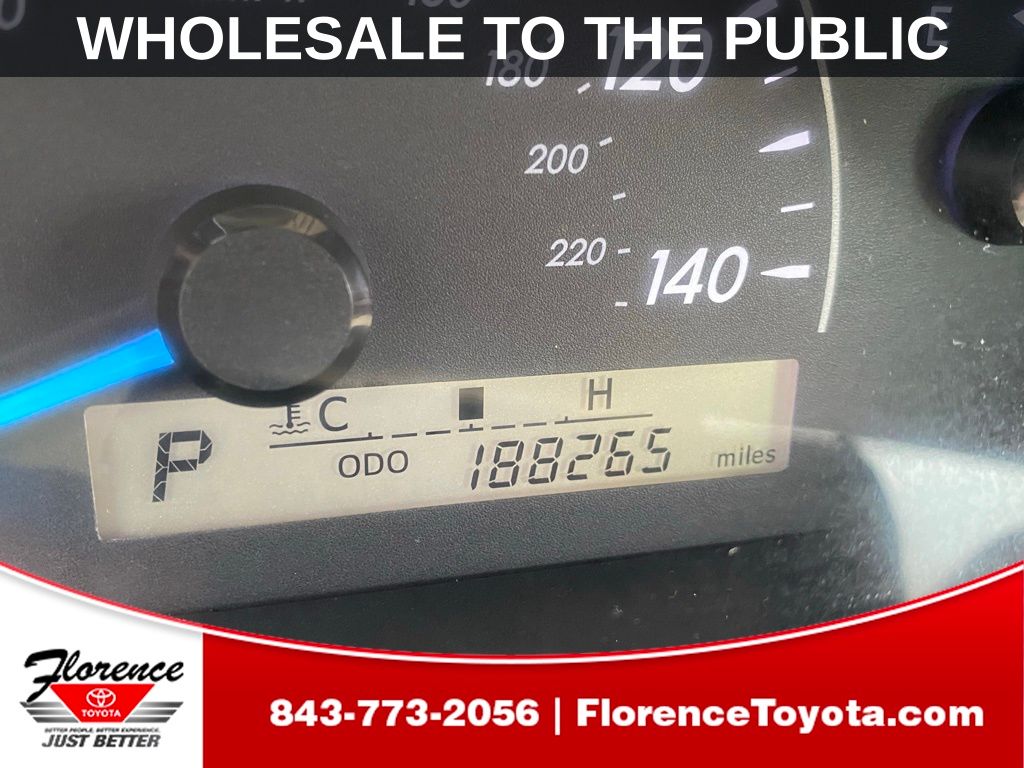 WHOLESALE TO THE PUBLIC
180 120
200
220 140
C H
P ODO 188265 miles
Florence
TOYOTA
BETTER PEOPLE, BETTER EXPERIENCE,
JUST BETTER
843-773-2056 | FlorenceToyota.com